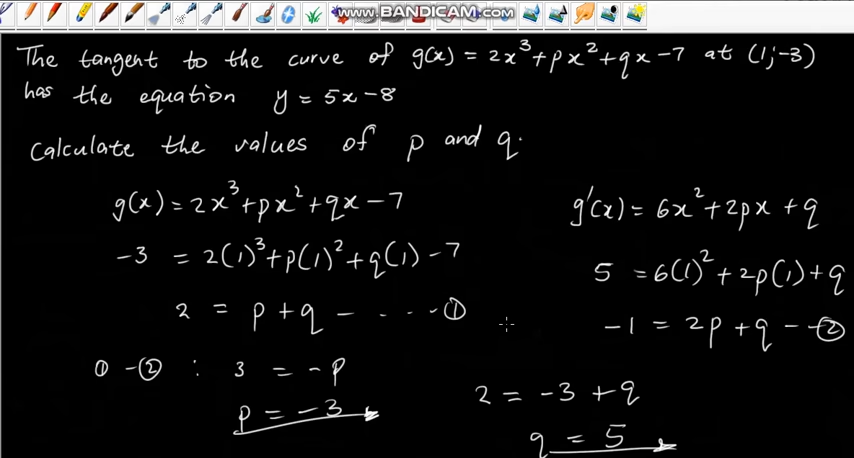 www.BANDICAM.com
The tangent to the curve of g(x) = 2x³ + px² + qx - 7 at (1;-3)
has the equation y = 5x - 8
Calculate the values of p and q.
g(x) = 2x³ + px² + qx - 7
-3 = 2(1)³ + p(1)² + q(1) - 7
2 = p + q - - - - - ①
① - ② : 3 = -p
p = -3
g'(x) = 6x² + 2px + q
5 = 6(1)² + 2p(1) + q
-1 = 2p + q - - ②
2 = -3 + q
q = 5